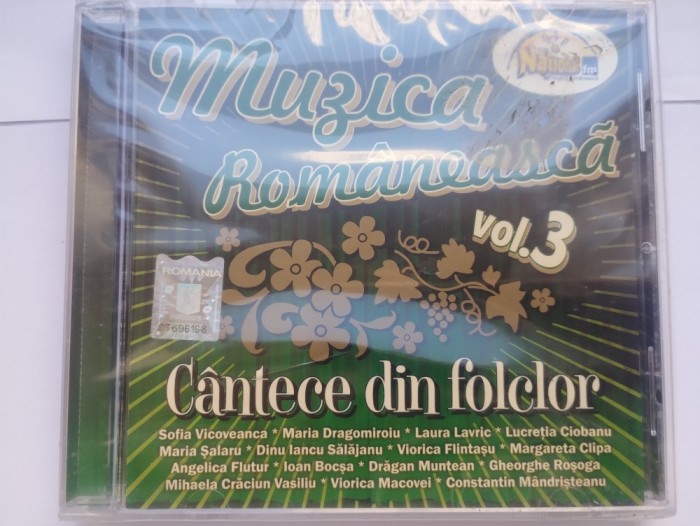 Național
fm
Muzica
Românească
vol.3
ROMANIA
Cântece din folclor
Sofia Vicoveanca * Maria Dragomiroiu * Laura Lavric * Lucreția Ciobanu
Maria Șalaru * Dinu Iancu Sălăjanu * Viorica Flintașu * Margareta Clipa
Angelica Flutur * Ioan Bocșa * Drăgan Muntean * Gheorghe Roșoga
Mihaela Crăciun Vasiliu * Viorica Macovei * Constantin Mândrișteanu